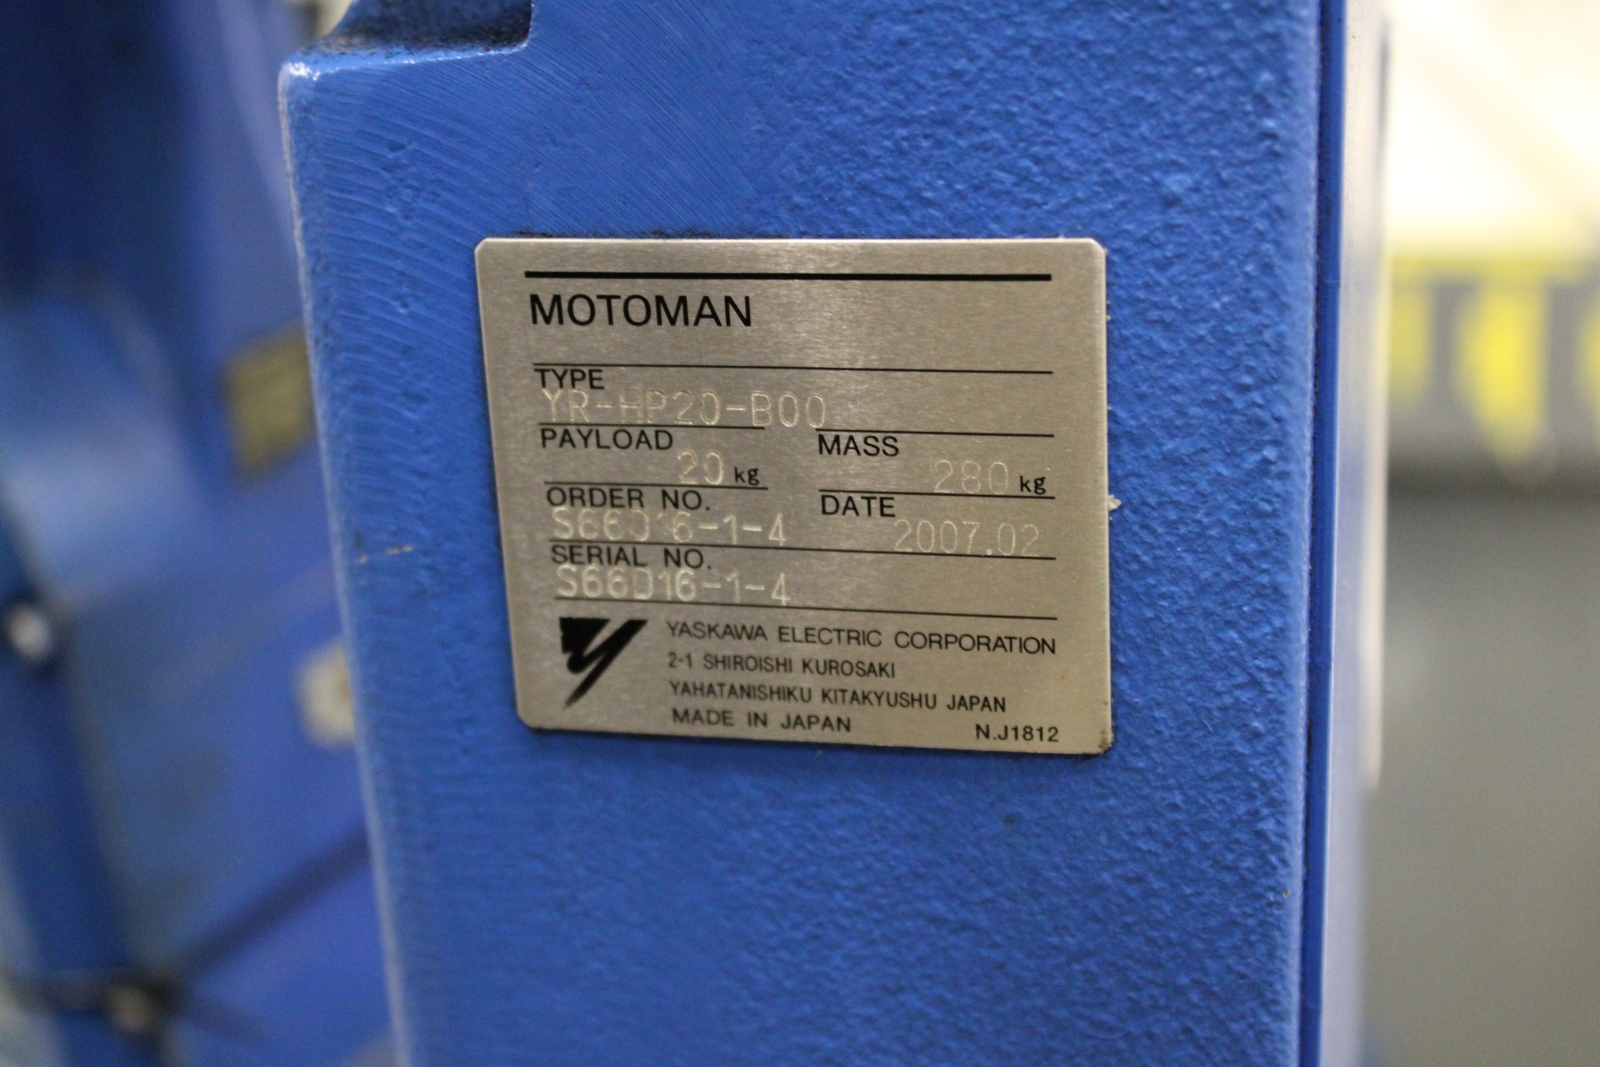 MOTOMAN
TYPE
YR-HP20-B00
PAYLOAD 20 kg MASS 280 kg
ORDER NO. S66D16-1-4 DATE 2007.02
SERIAL NO.
S66D16-1-4
YASKAWA ELECTRIC CORPORATION
2-1 SHIROISHI KUROSAKI
YAHATANISHIKU KITAKYUSHU JAPAN
MADE IN JAPAN N.J1812